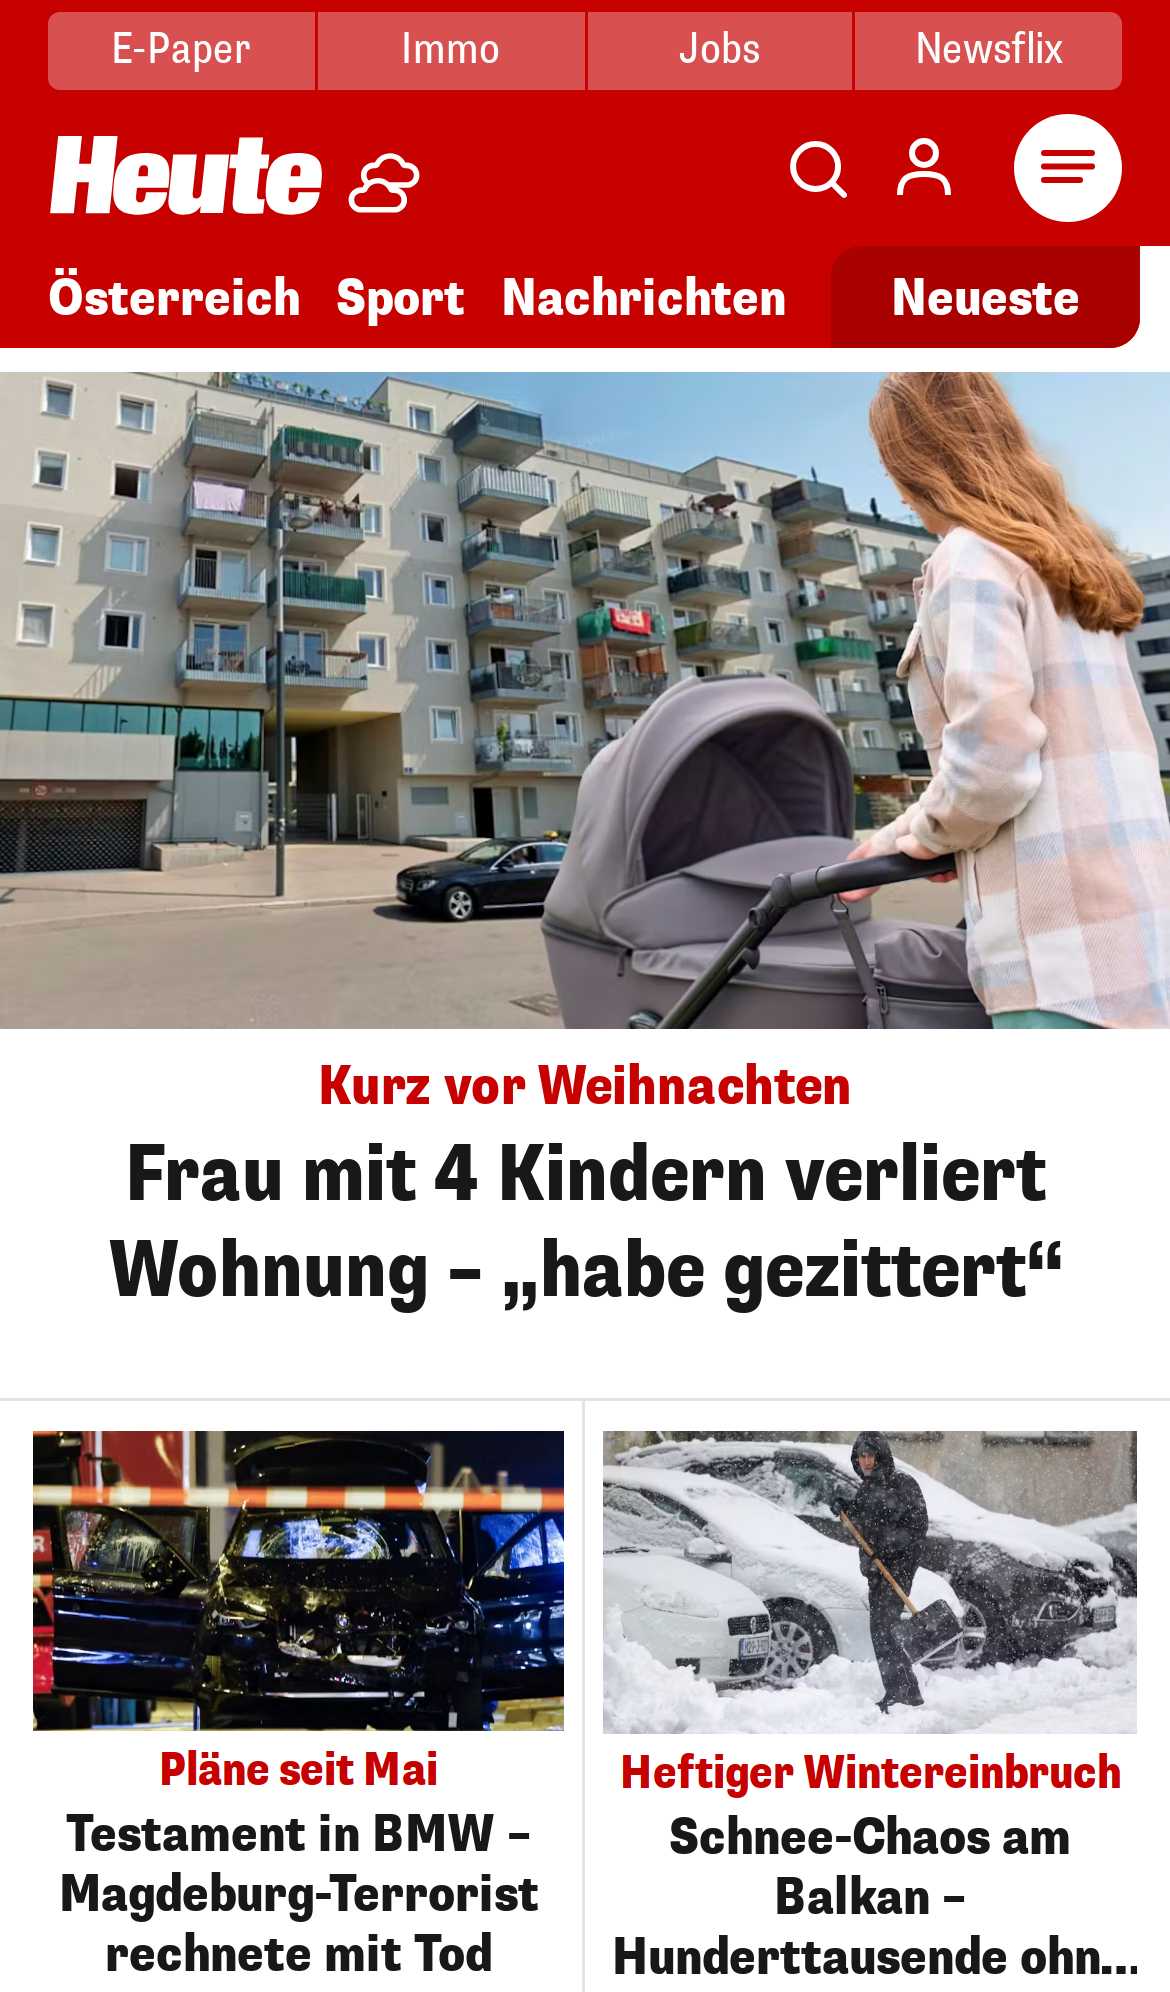 E-Paper
Immo
Jobs
Newsflix
Heute
Österreich
Sport
Nachrichten
Neueste
Kurz vor Weihnachten
Frau mit 4 Kindern verliert
Wohnung – „habe gezittert“
Pläne seit Mai
Testament in BMW –
Magdeburg-Terrorist
rechnete mit Tod
Heftiger Wintereinbruch
Schnee-Chaos am
Balkan –
Hunderttausende ohn...